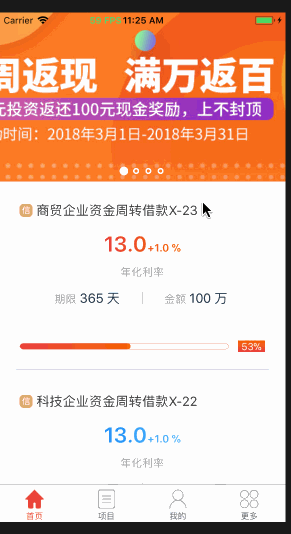 Carrier 11:25 AM
周返现 满万返百
元投资返还100元现金奖励，上不封顶
时间：2018年3月1日-2018年3月31日
信 商贸企业资金周转借款X-23
13.0+1.0 %
年化利率
期限 365 天 金额 100 万
53%
信 科技企业资金周转借款X-22
13.0+1.0 %
年化利率
首页 项目 我的 更多